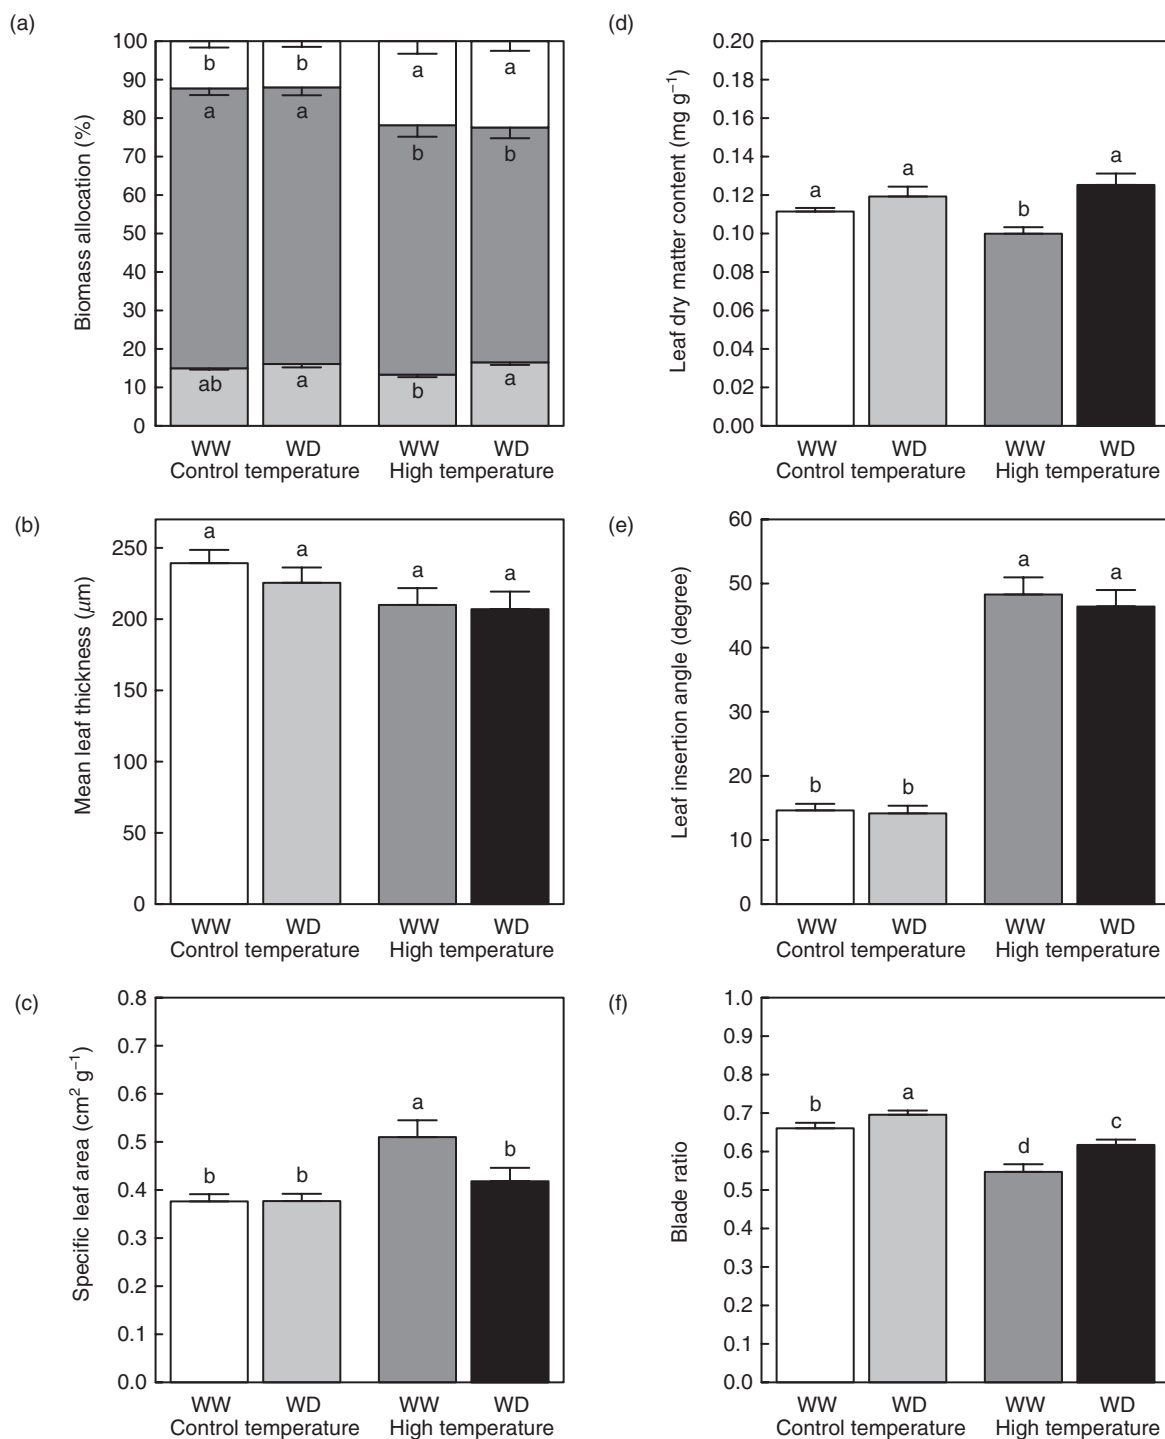 (a)
Biomass allocation (%)
100
90
80
70
60
50
40
30
20
10
0
b b a a
a a b b
ab a b a
WW WD WW WD
Control temperature High temperature
(b)
Mean leaf thickness (μm)
250
200
150
100
50
0
a a a a
WW WD WW WD
Control temperature High temperature
(c)
Specific leaf area (cm² g⁻¹)
0.8
0.7
0.6
0.5
0.4
0.3
0.2
0.1
0.0
b b a b
WW WD WW WD
Control temperature High temperature
(d)
Leaf dry matter content (mg g⁻¹)
0.20
0.18
0.16
0.14
0.12
0.10
0.08
0.06
0.04
0.02
0.00
a a b a
WW WD WW WD
Control temperature High temperature
(e)
Leaf insertion angle (degree)
60
50
40
30
20
10
0
b b a a
WW WD WW WD
Control temperature High temperature
(f)
Blade ratio
1.0
0.9
0.8
0.7
0.6
0.5
0.4
0.3
0.2
0.1
0.0
b a d c
WW WD WW WD
Control temperature High temperature